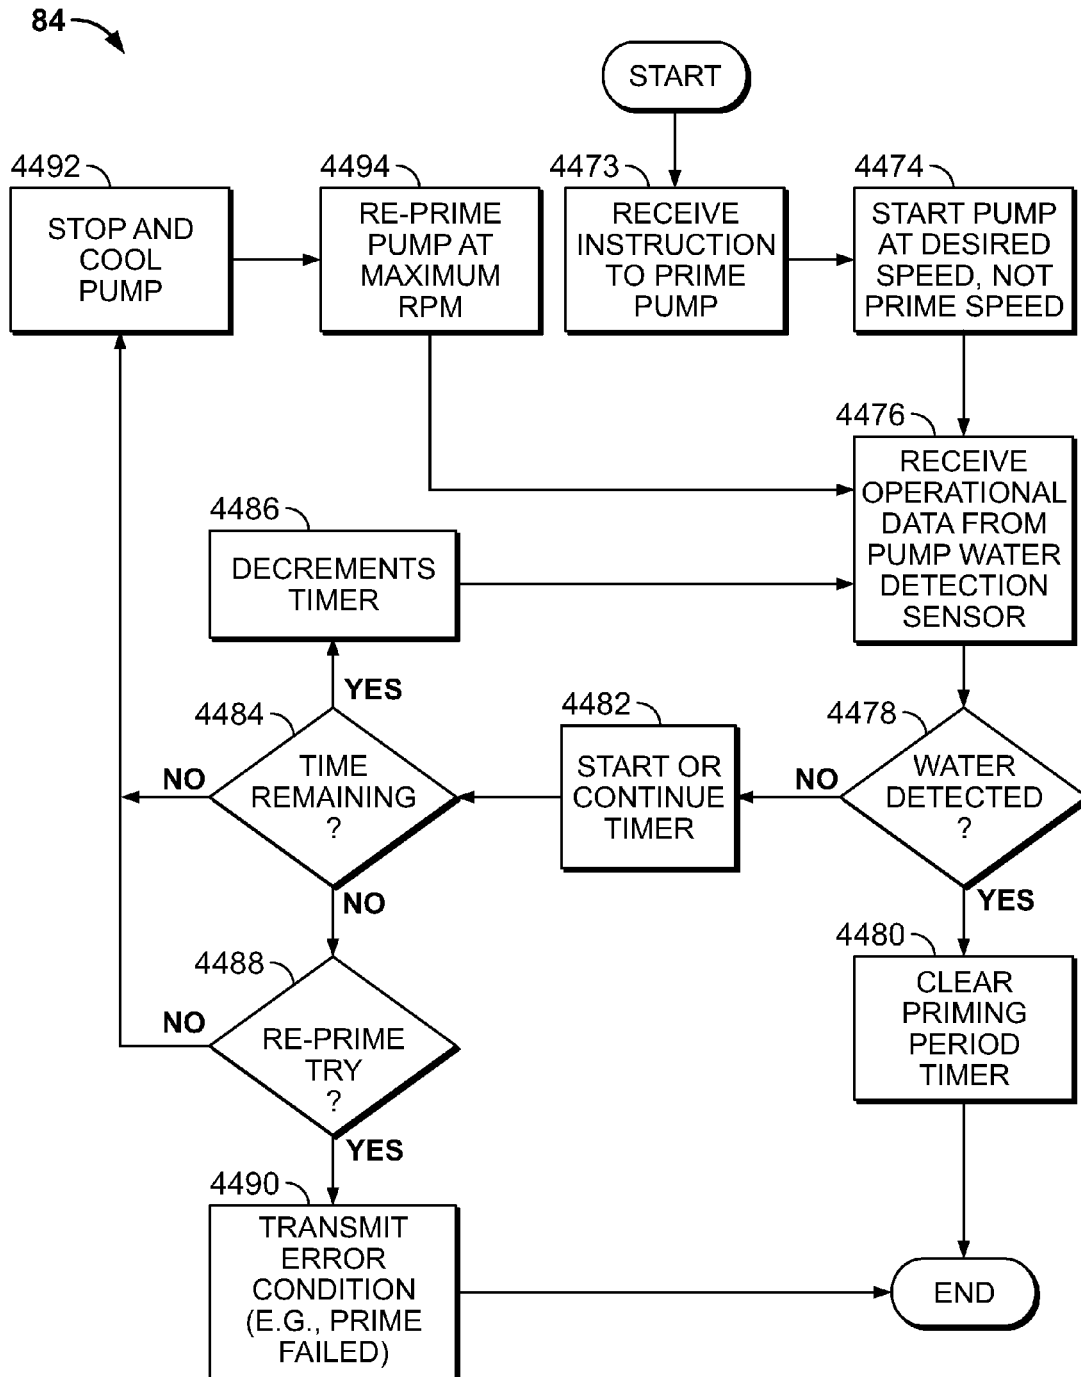 84
START
4492
STOP AND
COOL
PUMP
4494
RE-PRIME
PUMP AT
MAXIMUM
RPM
4473
RECEIVE
INSTRUCTION
TO PRIME
PUMP
4474
START PUMP
AT DESIRED
SPEED, NOT
PRIME SPEED
4476
RECEIVE
OPERATIONAL
DATA FROM
PUMP WATER
DETECTION
SENSOR
4486
DECREMENTS
TIMER
YES
4484
TIME
REMAINING
?
NO
NO
4482
START OR
CONTINUE
TIMER
4478
WATER
DETECTED
?
NO
YES
4480
CLEAR
PRIMING
PERIOD
TIMER
4488
RE-PRIME
TRY
?
NO
YES
4490
TRANSMIT
ERROR
CONDITION
(E.G., PRIME
FAILED)
END